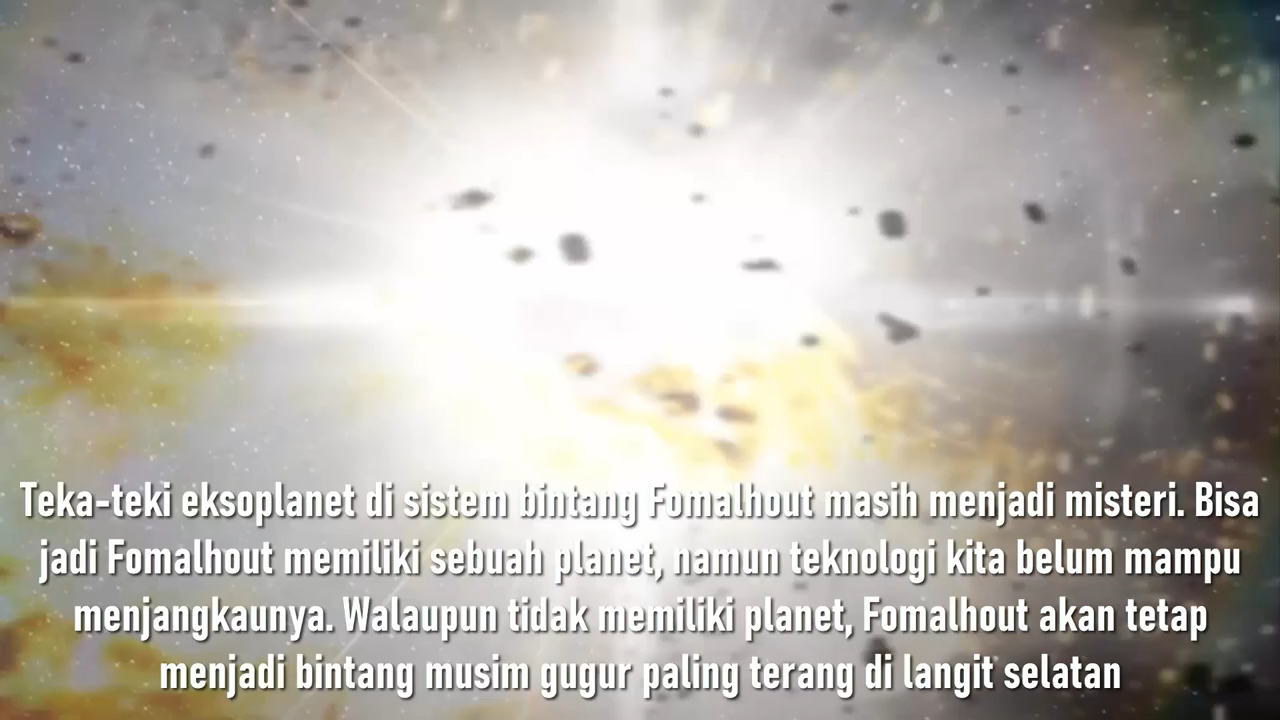 Teka-teki eksoplanet di sistem bintang Fomalhout masih menjadi misteri. Bisa
jadi Fomalhout memiliki sebuah planet, namun teknologi kita belum mampu
menjangkaunya. Walaupun tidak memiliki planet, Fomalhout akan tetap
menjadi bintang musim gugur paling terang di langit selatan